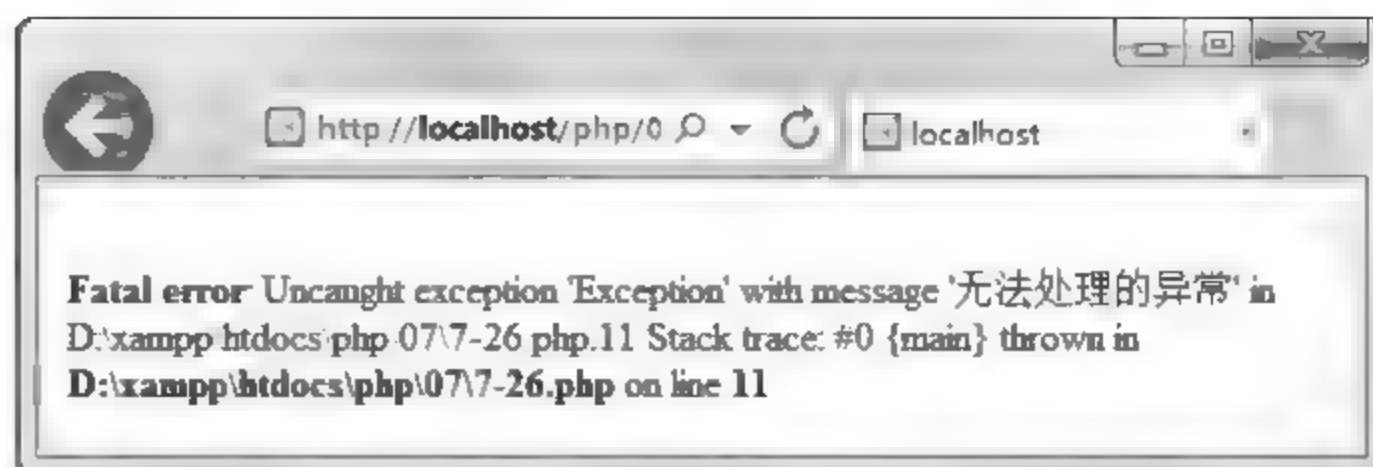 http //localhost/php/0
localhost
Fatal error Uncaught exception 'Exception' with message '无法处理的异常' in
D:\xampp htdocs php 07\7-26 php.11 Stack trace: #0 {main} thrown in
D:\xampp\htdocs\php\07\7-26.php on line 11